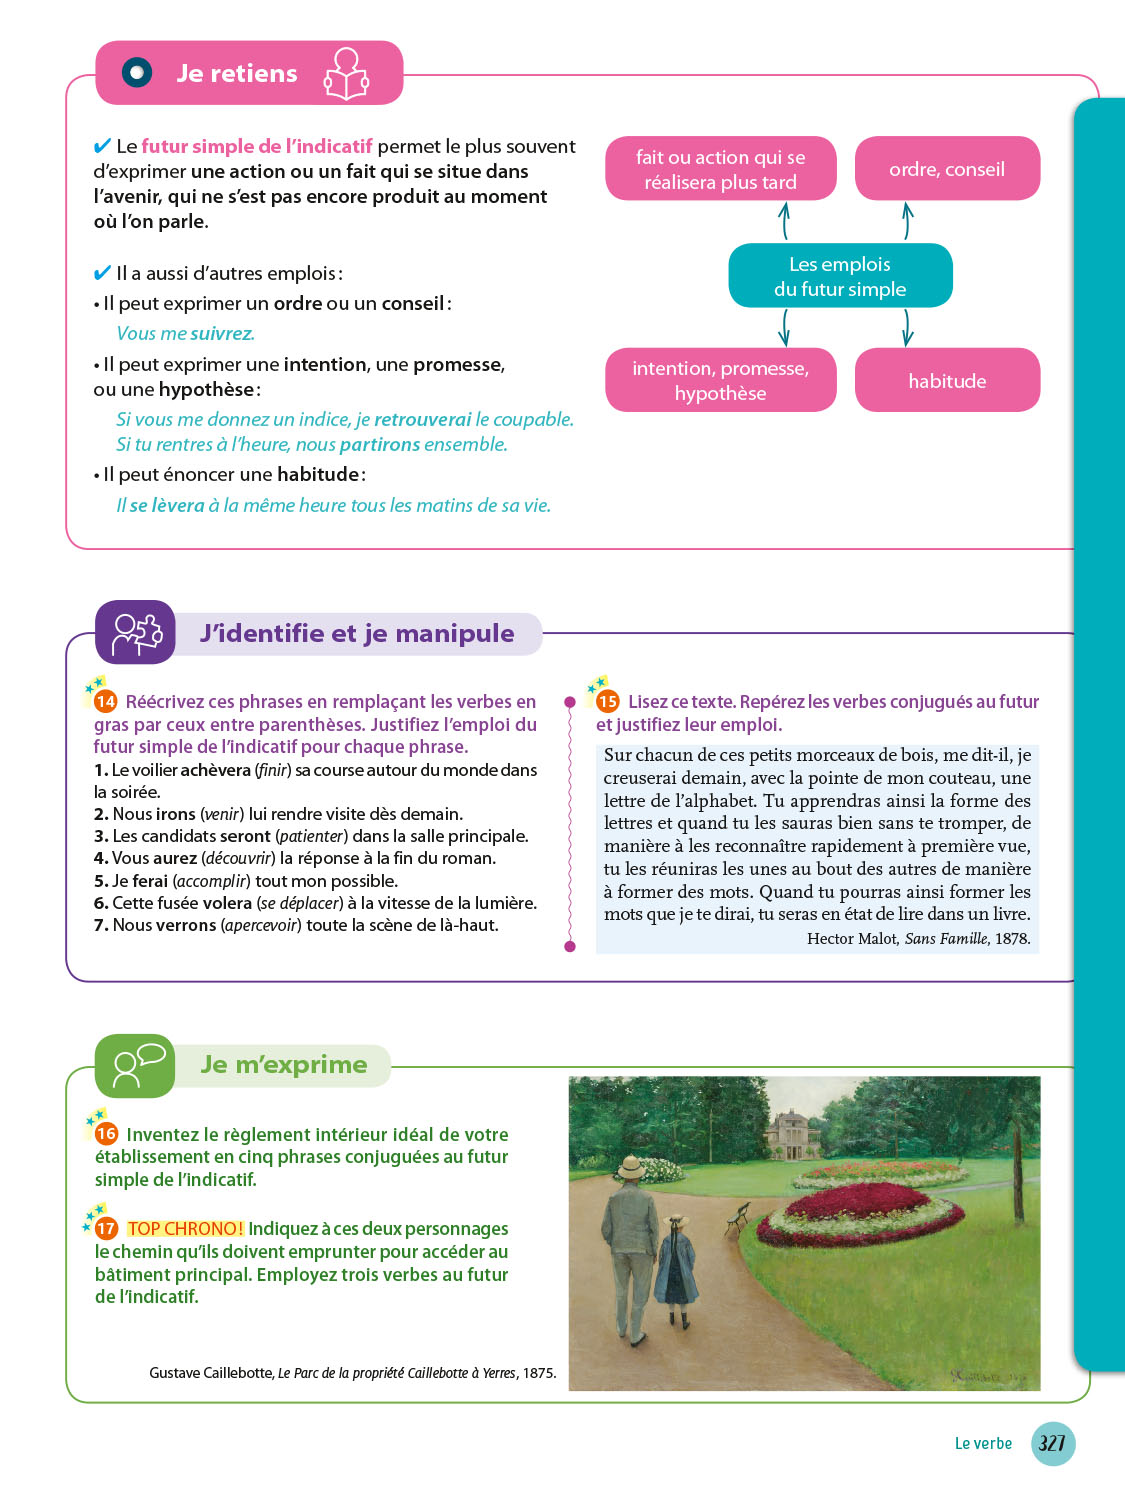 Je retiens
✔ Le futur simple de l'indicatif permet le plus souvent
d'exprimer une action ou un fait qui se situe dans
l'avenir, qui ne s'est pas encore produit au moment
où l'on parle.
✔ Il a aussi d'autres emplois :
• Il peut exprimer un ordre ou un conseil :
Vous me suivrez.
• Il peut exprimer une intention, une promesse,
ou une hypothèse :
Si vous me donnez un indice, je retrouverai le coupable.
Si tu rentres à l'heure, nous partirons ensemble.
• Il peut énoncer une habitude :
Il se lèvera à la même heure tous les matins de sa vie.
fait ou action qui se
réalisera plus tard
ordre, conseil
Les emplois
du futur simple
intention, promesse,
hypothèse
habitude
J'identifie et je manipule
14 Réécrivez ces phrases en remplaçant les verbes en
gras par ceux entre parenthèses. Justifiez l'emploi du
futur simple de l'indicatif pour chaque phrase.
1. Le voilier achèvera (finir) sa course autour du monde dans
la soirée.
2. Nous irons (venir) lui rendre visite dès demain.
3. Les candidats seront (patienter) dans la salle principale.
4. Vous aurez (découvrir) la réponse à la fin du roman.
5. Je ferai (accomplir) tout mon possible.
6. Cette fusée volera (se déplacer) à la vitesse de la lumière.
7. Nous verrons (apercevoir) toute la scène de là-haut.
15 Lisez ce texte. Repérez les verbes conjugués au futur
et justifiez leur emploi.
Sur chacun de ces petits morceaux de bois, me dit-il, je
creuserai demain, avec la pointe de mon couteau, une
lettre de l'alphabet. Tu apprendras ainsi la forme des
lettres et quand tu les sauras bien sans te tromper, de
manière à les reconnaître rapidement à première vue,
tu les réuniras les unes au bout des autres de manière
à former des mots. Quand tu pourras ainsi former les
mots que je te dirai, tu seras en état de lire dans un livre.
Hector Malot, Sans Famille, 1878.
Je m'exprime
16 Inventez le règlement intérieur idéal de votre
établissement en cinq phrases conjuguées au futur
simple de l'indicatif.
17 TOP CHRONO ! Indiquez à ces deux personnages
le chemin qu'ils doivent emprunter pour accéder au
bâtiment principal. Employez trois verbes au futur
de l'indicatif.
Gustave Caillebotte, Le Parc de la propriété Caillebotte à Yerres, 1875.
Le verbe 327